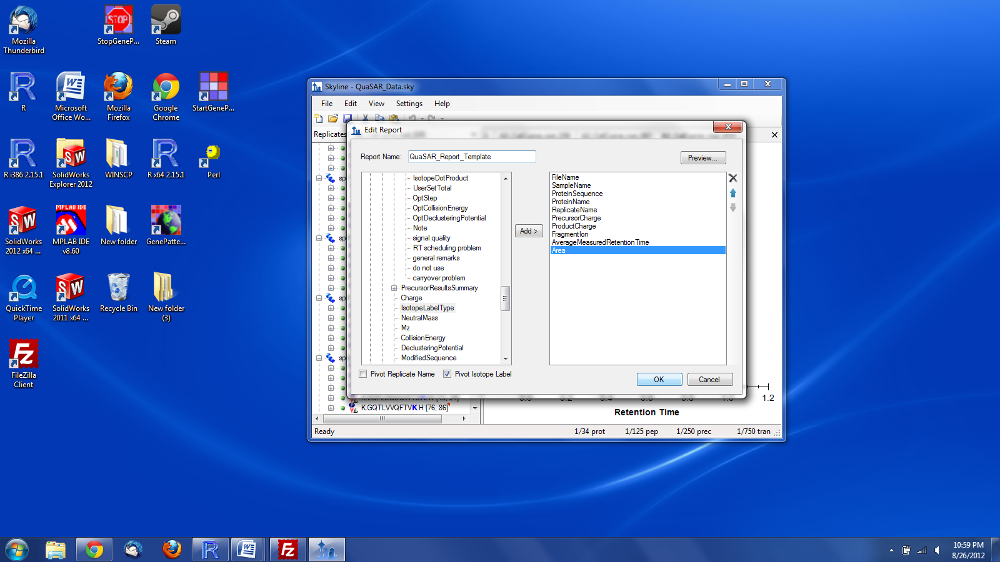 Mozilla
Thunderbird
StopGeneP...
Steam
R
Microsoft
Office Wo...
Mozilla
Firefox
Google
Chrome
StartGeneP...
R i386 2.15.1
SolidWorks
Explorer 2012
WINSCP
R x64 2.15.1
Perl
SolidWorks
2012 x64 ...
MPLAB IDE
MPLAB IDE
v8.60
New folder
GenePatte...
QuickTime
Player
SolidWorks
2011 x64 ...
Recycle Bin
New folder
(3)
FileZilla
Client
Skyline - QuaSAR_Data.sky
File Edit View Settings Help
Replicates
Edit Report
Report Name: QuaSAR_Report_Template
Preview...
IsotopeDotProduct
UserSetTotal
OptStep
OptCollisionEnergy
OptDeclusteringPotential
Note
signal quality
RT scheduling problem
general remarks
do not use
carryover problem
PrecursorResultsSummary
Charge
IsotopeLabelType
NeutralMass
Mz
CollisionEnergy
DeclusteringPotential
ModifiedSequence
Add >
FileName
SampleName
ProteinSequence
ProteinName
ReplicateName
PrecursorCharge
ProductCharge
FragmentIon
AverageMeasuredRetentionTime
Area
Pivot Replicate Name Pivot Isotope Label
OK Cancel
sp
sp
sp
sp
K.GQTLVVQFTVK.H [76, 86]
1.2
Retention Time
Ready 1/34 prot 1/125 pep 1/250 prec 1/750 tran
10:59 PM
8/26/2012